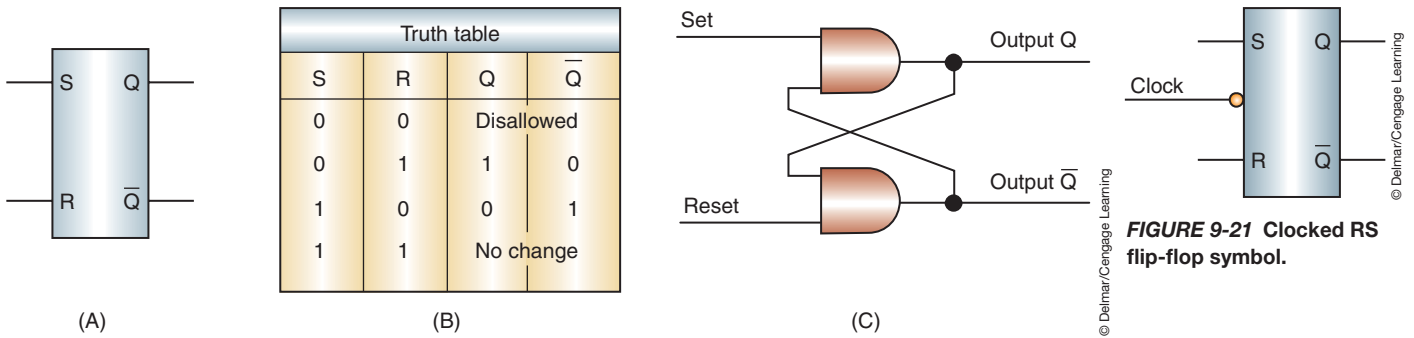 S Q
R Q̅
(A)
Truth table
S R Q Q̅
0 0 Disallowed
0 1 1 0
1 0 0 1
1 1 No change
(B)
Set
Output Q
Reset
Output Q̅
(C)
© Delmar/Cengage Learning
Clock
S Q
R Q̅
© Delmar/Cengage Learning
FIGURE 9-21 Clocked RS
flip-flop symbol.